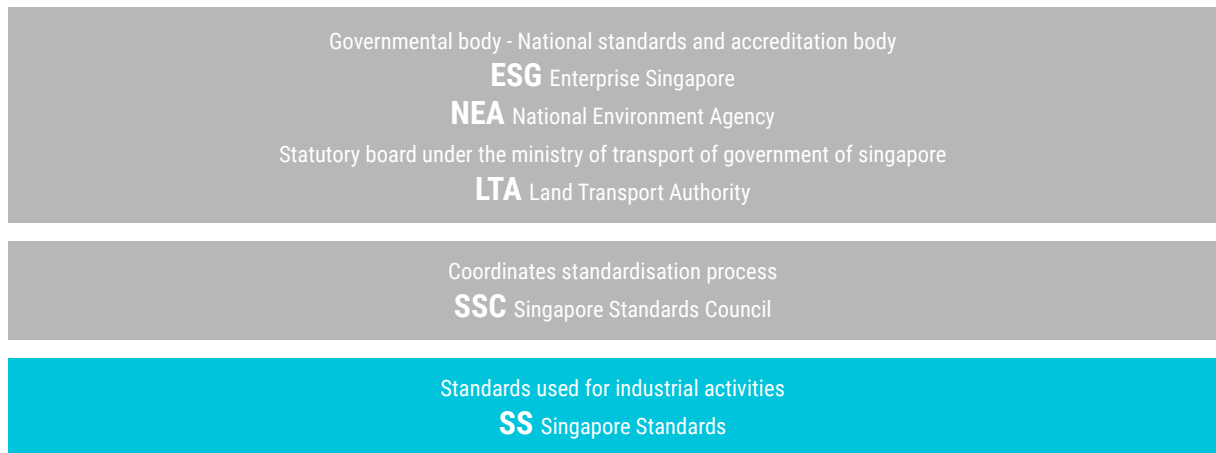 Governmental body - National standards and accreditation body
ESG Enterprise Singapore
NEA National Environment Agency
Statutory board under the ministry of transport of government of singapore
LTA Land Transport Authority
Coordinates standardisation process
SSC Singapore Standards Council
Standards used for industrial activities
SS Singapore Standards